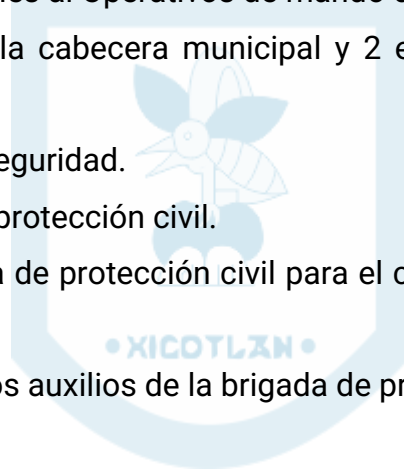 al Operativos de mando
la cabecera municipal y 2 e
eguridad.
protección civil.
a de protección civil para el
• XICOTLAN •
os auxilios de la brigada de pr